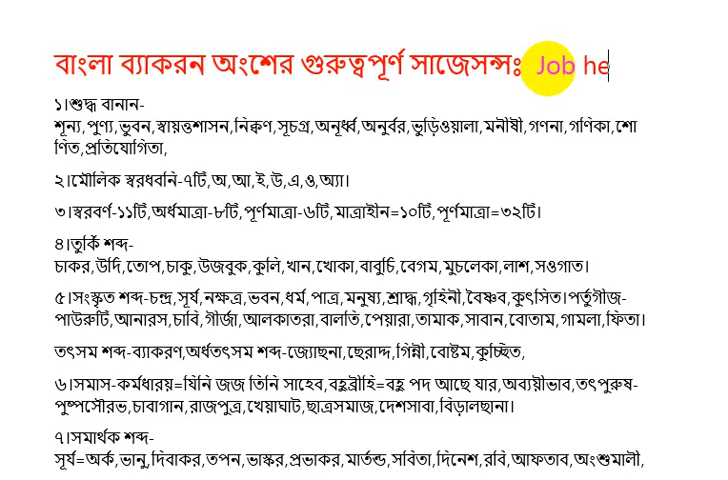 বাংলা ব্যাকরন অংশের গুরুত্বপূর্ণ সাজেসন্সঃ Job he
১।শুদ্ধ বানান-
শূন্য,পুণ্য,ভুবন,স্বায়ত্তশাসন,নিক্কণ,সূচগ্র,অনূর্ধ্ব,অনুর্বর,ভুড়িওয়ালা,মনীষী,গণনা,গণিকা,শো
ণিত,প্রতিযোগিতা,
২।মৌলিক স্বরধবনি-৭টি,অ,আ,ই,উ,এ,ও,অ্যা।
৩।স্বরবর্ণ-১১টি,অর্ধমাত্রা-৮টি,পূর্ণমাত্রা-৬টি,মাত্রাহীন=১০টি,পূর্ণমাত্রা=৩২টি।
৪।তুর্কি শব্দ-
চাকর,উর্দি,তোপ,চাকু,উজবুক,কুলি,খান,খোকা,বাবুচি,বেগম,মুচলেকা,লাশ,সওগাত।
৫।সংস্কৃত শব্দ-চন্দ্র,সূর্য,নক্ষত্র,ভবন,ধর্ম,পাত্র,মনুষ্য,শ্রাদ্ধ,গৃহিনী,বৈষ্ণব,কুৎসিত।পর্তুগীজ-
পাউরুটি,আনারস,চাবি,গীর্জা,আলকাতরা,বালতি,পেয়ারা,তামাক,সাবান,বোতাম,গামলা,ফিতা।
তৎসম শব্দ-ব্যাকরণ,অর্ধতৎসম শব্দ-জ্যোছনা,ছেরাদ্দ,গিন্নী,বোষ্টম,কুচ্ছিত,
৬।সমাস-কর্মধারয়=যিনি জজ তিনি সাহেব,বহুব্রীহি=বহু পদ আছে যার,অব্যয়ীভাব,তৎপুরুষ-
পুষ্পসৌরভ,চাবাগান,রাজপুত্র,খেয়াঘাট,ছাত্রসমাজ,দেশসাবা,বিড়ালছানা।
৭।সমার্থক শব্দ-
সূর্য=অর্ক,ভানু,দিবাকর,তপন,ভাস্কর,প্রভাকর,মার্তন্ড,সবিতা,দিনেশ,রবি,আফতাব,অংশুমালী,